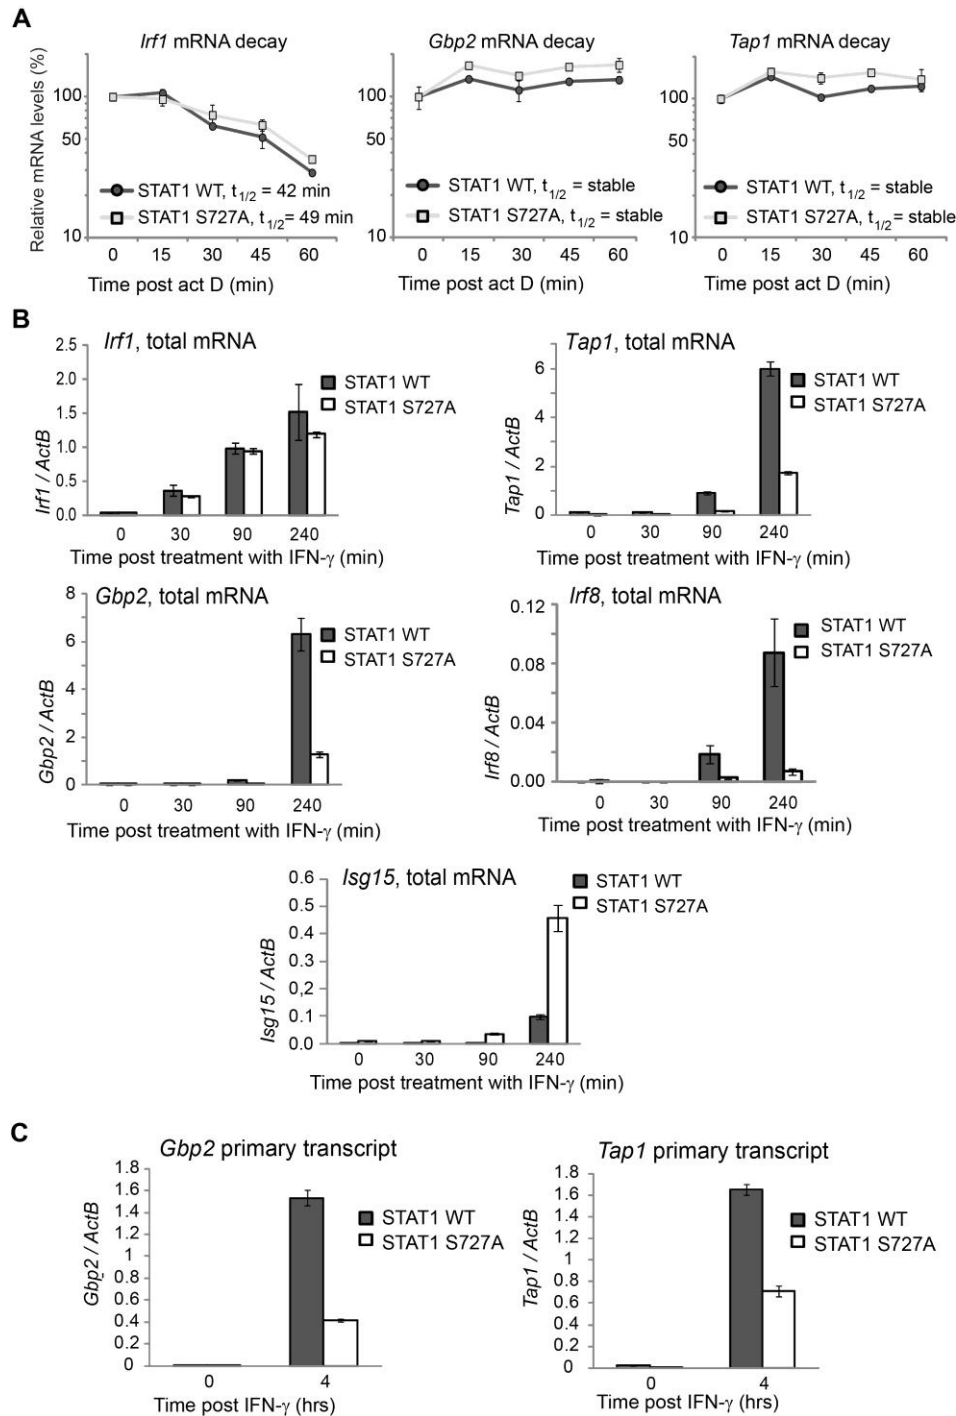 A
Irf1 mRNA decay
Gbp2 mRNA decay
Tap1 mRNA decay
Relative mRNA levels (%)
100
50
10
STAT1 WT, t1/2 = 42 min
STAT1 S727A, t1/2= 49 min
0 15 30 45 60
Time post act D (min)
100
50
10
STAT1 WT, t1/2 = stable
STAT1 S727A, t1/2 = stable
0 15 30 45 60
Time post act D (min)
100
50
10
STAT1 WT, t1/2 = stable
STAT1 S727A, t1/2 = stable
0 15 30 45 60
Time post act D (min)
B
Irf1, total mRNA
Irf1 / ActB
2.5
2.0
1.5
1.0
0.5
0.0
STAT1 WT
STAT1 S727A
0 30 90 240
Time post treatment with IFN-γ (min)
Tap1, total mRNA
Tap1 / ActB
6
4
2
0
STAT1 WT
STAT1 S727A
0 30 90 240
Time post treatment with IFN-γ (min)
Gbp2, total mRNA
Gbp2 / ActB
8
6
4
2
0
STAT1 WT
STAT1 S727A
0 30 90 240
Time post treatment with IFN-γ (min)
Irf8, total mRNA
Irf8 / ActB
0.12
0.08
0.04
0.00
STAT1 WT
STAT1 S727A
0 30 90 240
Time post treatment with IFN-γ (min)
Isg15, total mRNA
Isg15 / ActB
0.6
0.5
0.4
0.3
0,2
0.1
0.0
STAT1 WT
STAT1 S727A
0 30 90 240
Time post treatment with IFN-γ (min)
C
Gbp2 primary transcript
Gbp2 / ActB
1.8
1.6
1.4
1.2
1
0.8
0.6
0.4
0.2
0
STAT1 WT
STAT1 S727A
0 4
Time post IFN-γ (hrs)
Tap1 primary transcript
Tap1 / ActB
1.8
1.6
1.4
1.2
1
0.8
0.6
0.4
0.2
0
STAT1 WT
STAT1 S727A
0 4
Time post IFN-γ (hrs)